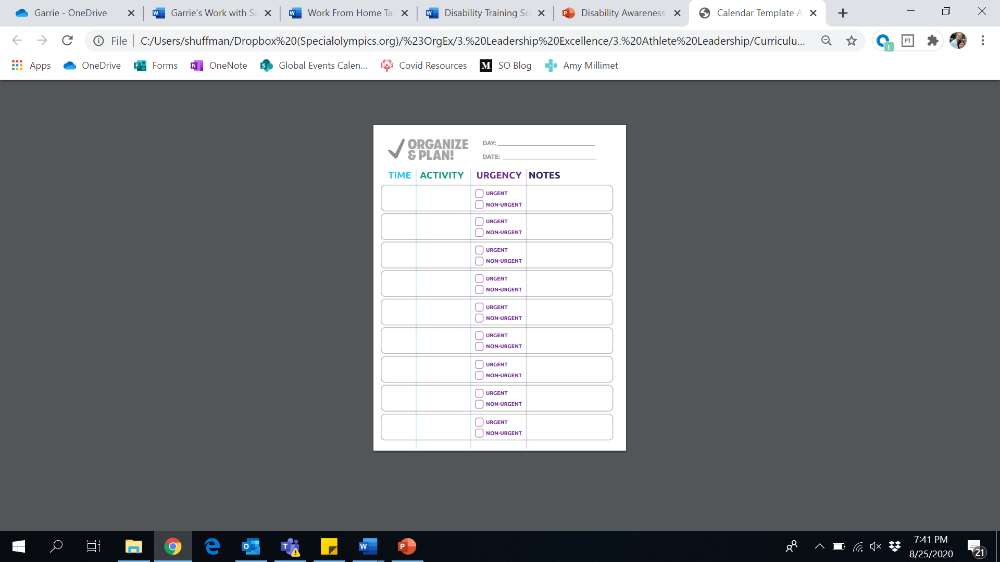 Garrie - OneDrive
Garrie's Work with Sa
Work From Home Tas
Disability Training Scr
Disability Awareness
Calendar Template A
File
C:/Users/shuffman/Dropbox%20(Specialolympics.org)/%23OrgEx/3.%20Leadership%20Excellence/3.%20Athlete%20Leadership/Curriculu...
PT
Apps
OneDrive
Forms
OneNote
Global Events Calen...
Covid Resources
SO Blog
Amy Millimet
ORGANIZE
& PLAN!
DAY:
DATE:
TIME ACTIVITY URGENCY NOTES
URGENT
NON-URGENT
URGENT
NON-URGENT
URGENT
NON-URGENT
URGENT
NON-URGENT
URGENT
NON-URGENT
URGENT
NON-URGENT
URGENT
NON-URGENT
URGENT
NON-URGENT
URGENT
NON-URGENT
7:41 PM
8/25/2020
21